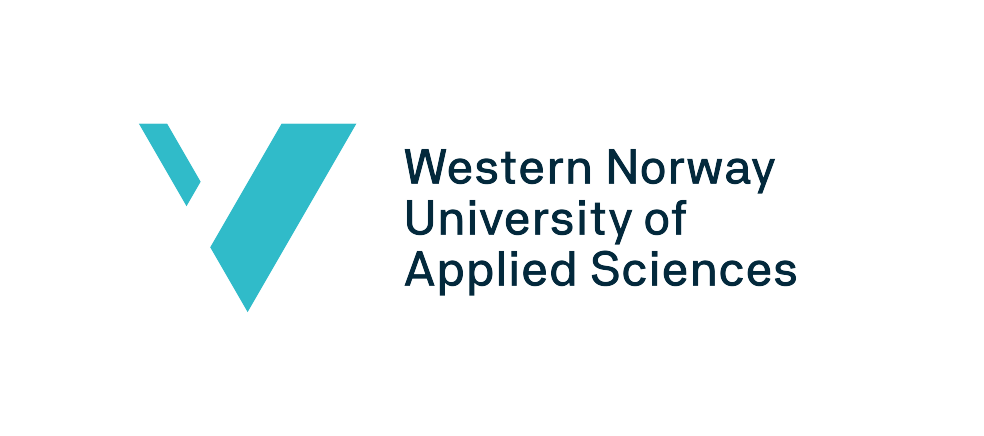 Western Norway
University of
Applied Sciences